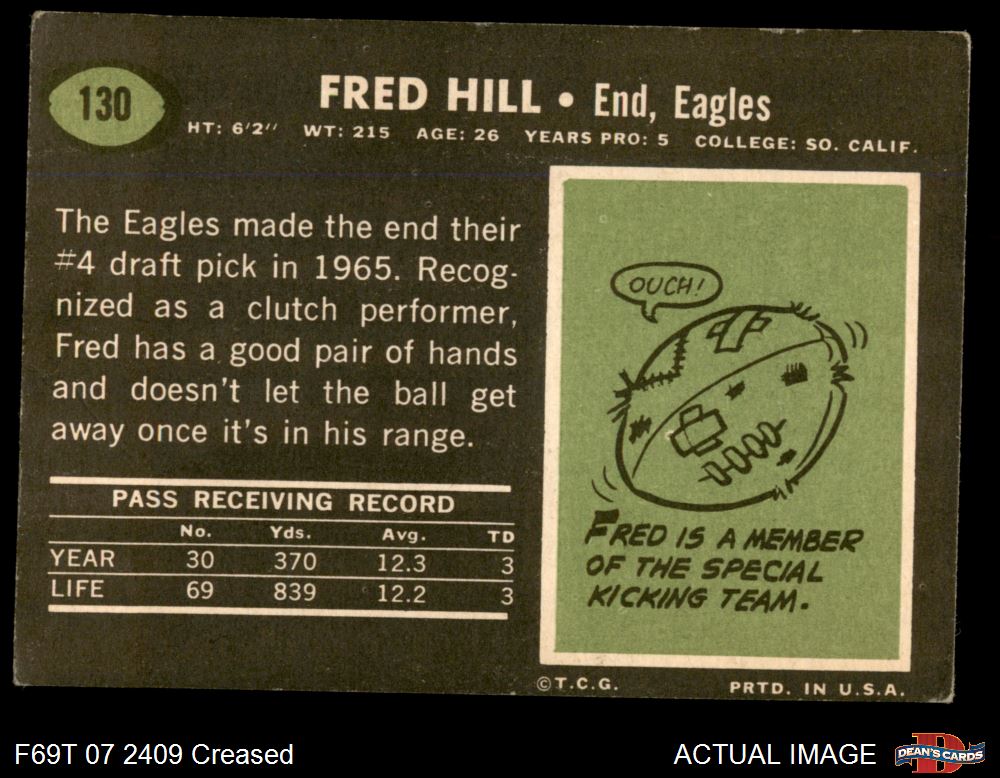 130
FRED HILL • End, Eagles
HT: 6'2" WT: 215 AGE: 26 YEARS PRO: 5 COLLEGE: SO. CALIF.
The Eagles made the end their
#4 draft pick in 1965. Recog-
nized as a clutch performer,
Fred has a good pair of hands
and doesn't let the ball get
away once it's in his range.
PASS RECEIVING RECORD
No. Yds. Avg. TD
YEAR 30 370 12.3 3
LIFE 69 839 12.2 3
OUCH!
FRED IS A MEMBER
OF THE SPECIAL
KICKING TEAM.
©T.C.G. PRTD. IN U.S.A.
F69T 07 2409 Creased
ACTUAL IMAGE
DEAN'S CARDS